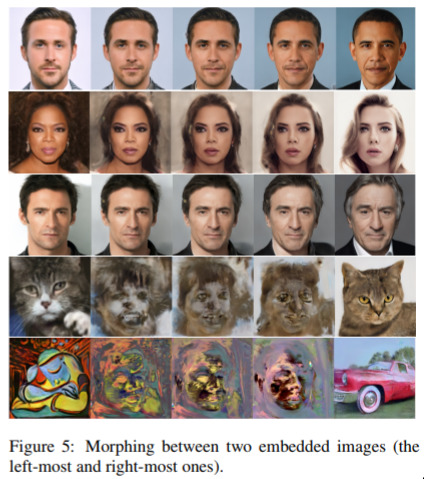 Figure 5: Morphing between two embedded images (the
left-most and right-most ones).